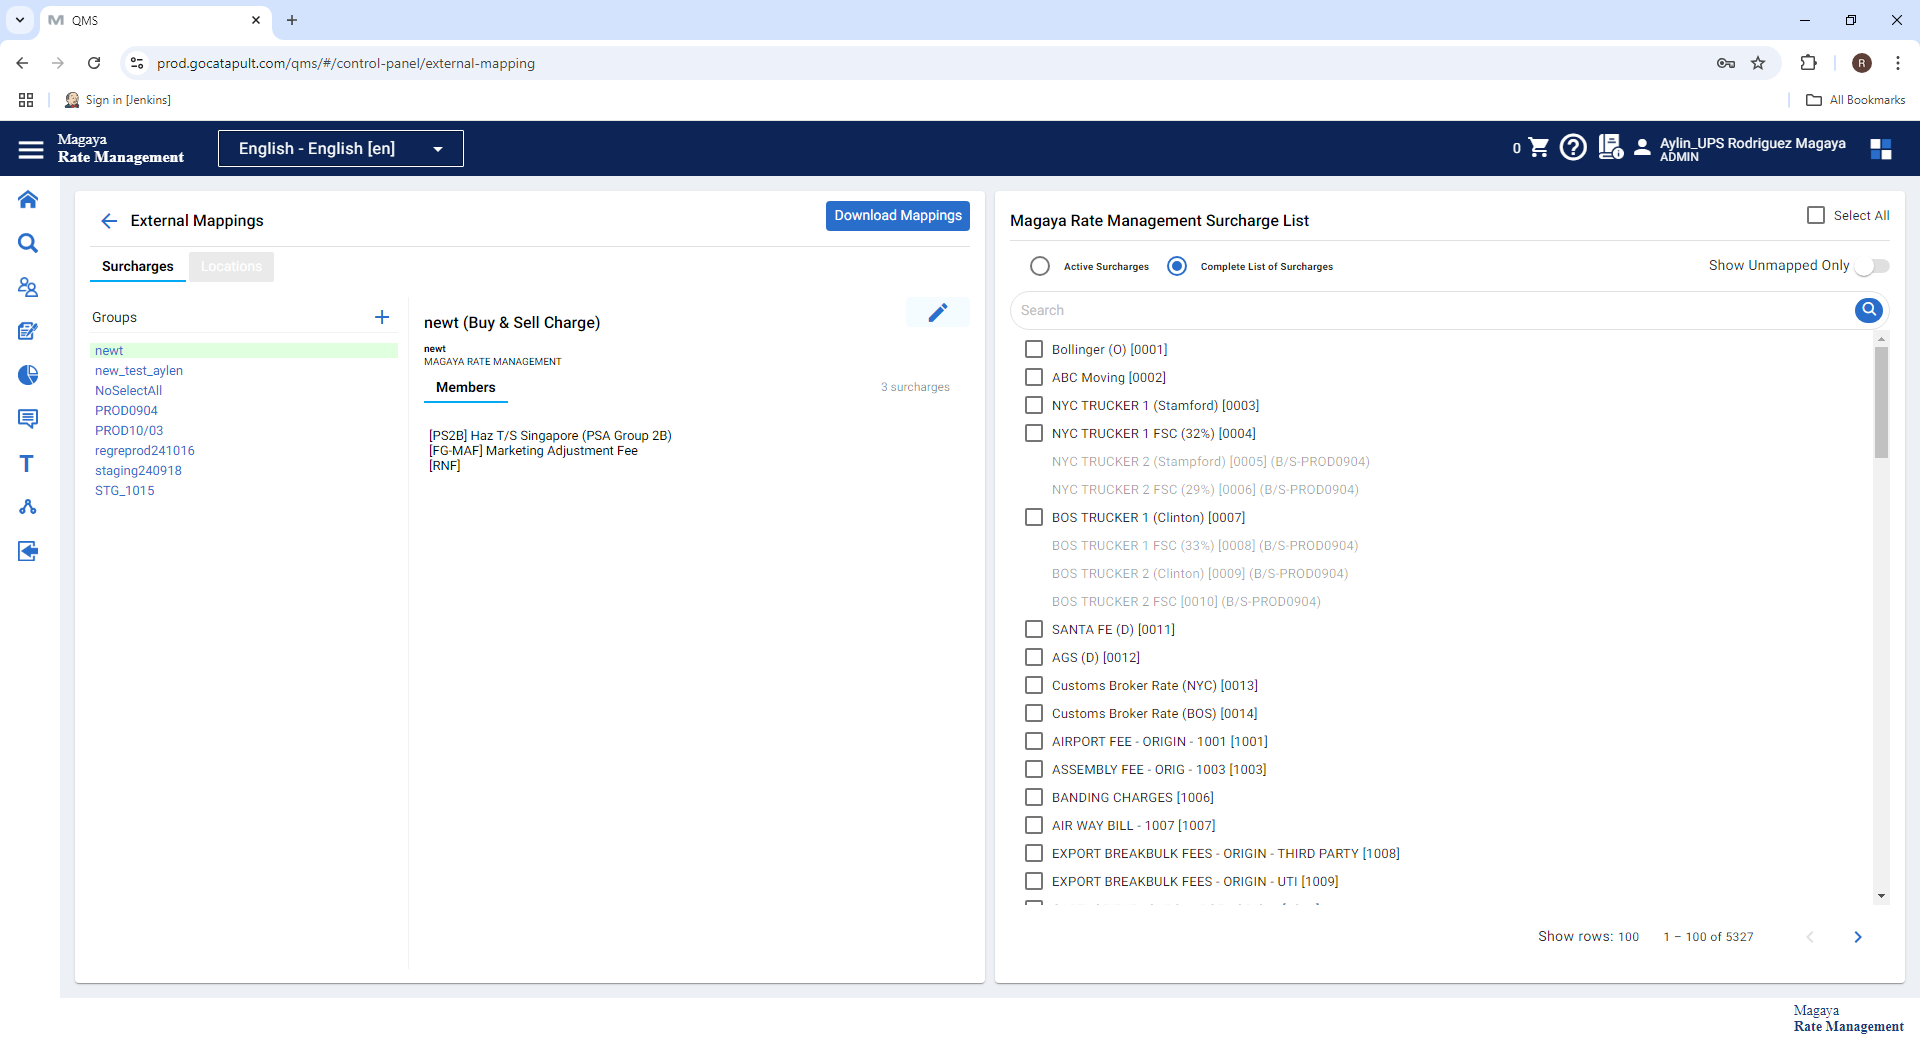 QMS
prod.gocatapult.com/qms/#/control-panel/external-mapping
R
Sign in [Jenkins]
All Bookmarks
Magaya
Rate Management
English - English [en]
0
Aylin_UPS Rodriguez Magaya
ADMIN
External Mappings
Download Mappings
Surcharges
Locations
Groups
newt
new_test_aylen
NoSelectAll
PROD0904
PROD10/03
regreprod241016
staging240918
STG_1015
newt (Buy & Sell Charge)
newt
MAGAYA RATE MANAGEMENT
Members
3 surcharges
[PS2B] Haz T/S Singapore (PSA Group 2B)
[FG-MAF] Marketing Adjustment Fee
[RNF]
Magaya Rate Management Surcharge List
Select All
Active Surcharges
Complete List of Surcharges
Show Unmapped Only
Search
Bollinger (O) [0001]
ABC Moving [0002]
NYC TRUCKER 1 (Stamford) [0003]
NYC TRUCKER 1 FSC (32%) [0004]
NYC TRUCKER 2 (Stampford) [0005] (B/S-PROD0904)
NYC TRUCKER 2 FSC (29%) [0006] (B/S-PROD0904)
BOS TRUCKER 1 (Clinton) [0007]
BOS TRUCKER 1 FSC (33%) [0008] (B/S-PROD0904)
BOS TRUCKER 2 (Clinton) [0009] (B/S-PROD0904)
BOS TRUCKER 2 FSC [0010] (B/S-PROD0904)
SANTA FE (D) [0011]
AGS (D) [0012]
Customs Broker Rate (NYC) [0013]
Customs Broker Rate (BOS) [0014]
AIRPORT FEE - ORIGIN - 1001 [1001]
ASSEMBLY FEE - ORIG - 1003 [1003]
BANDING CHARGES [1006]
AIR WAY BILL - 1007 [1007]
EXPORT BREAKBULK FEES - ORIGIN - THIRD PARTY [1008]
EXPORT BREAKBULK FEES - ORIGIN - UTI [1009]
Show rows: 100
1 – 100 of 5327
Magaya
Rate Management